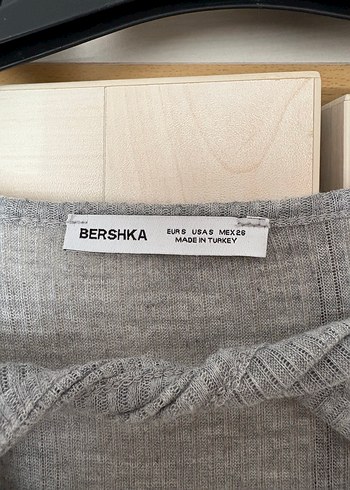 BERSHKA
EUR S USA S MEX 26
MADE IN TURKEY